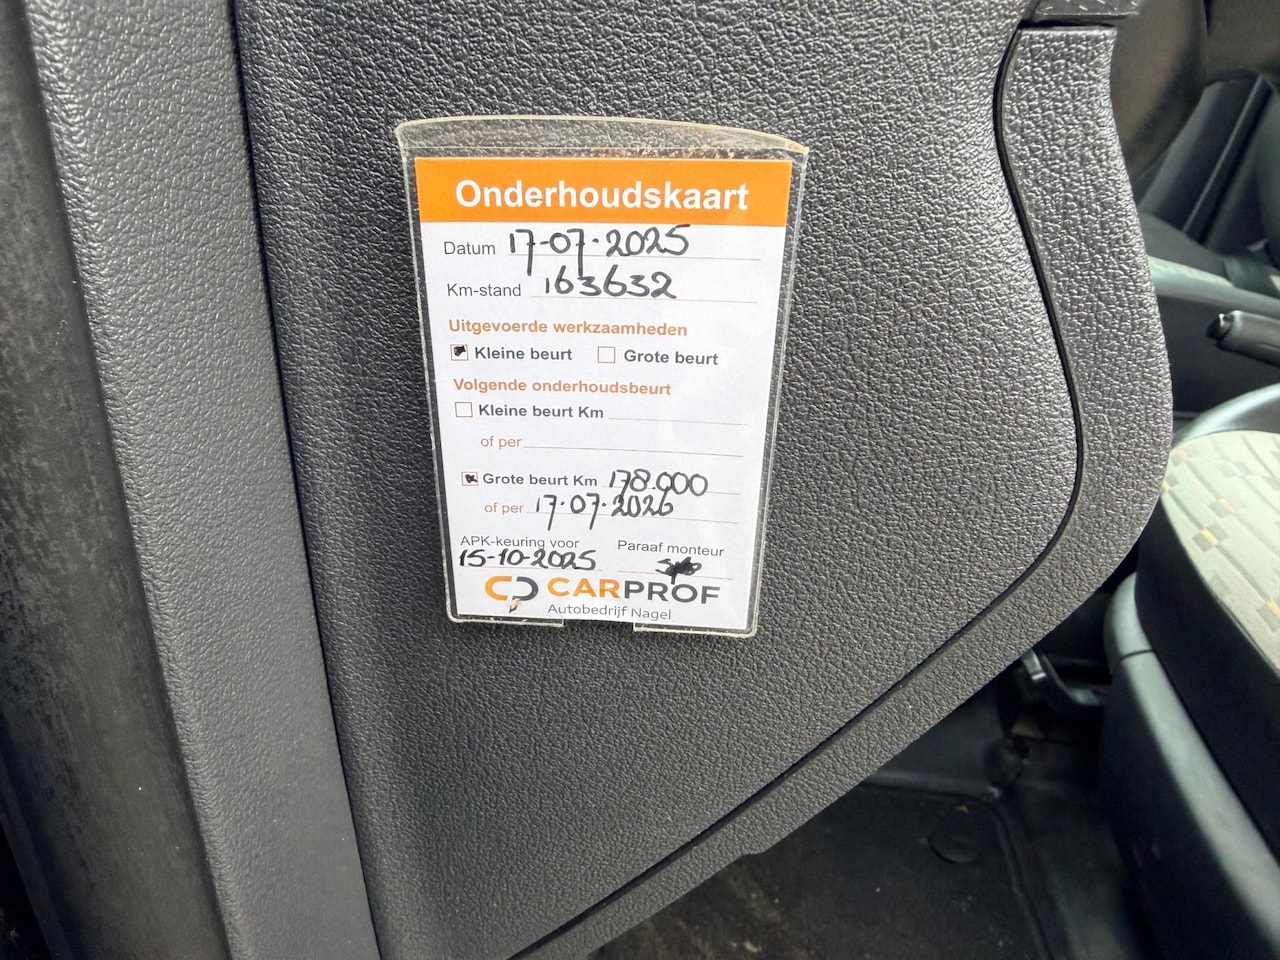 Onderhoudskaart
Datum 17-07-2025
Km-stand 163632
Uitgevoerde werkzaamheden
Kleine beurt Grote beurt
Volgende onderhoudsbeurt
Kleine beurt Km
of per
Grote beurt Km 178.000
of per 17-07-2026
APK-keuring voor Paraaf monteur
15-10-2025
CARPROF
Autobedrijf Nagel